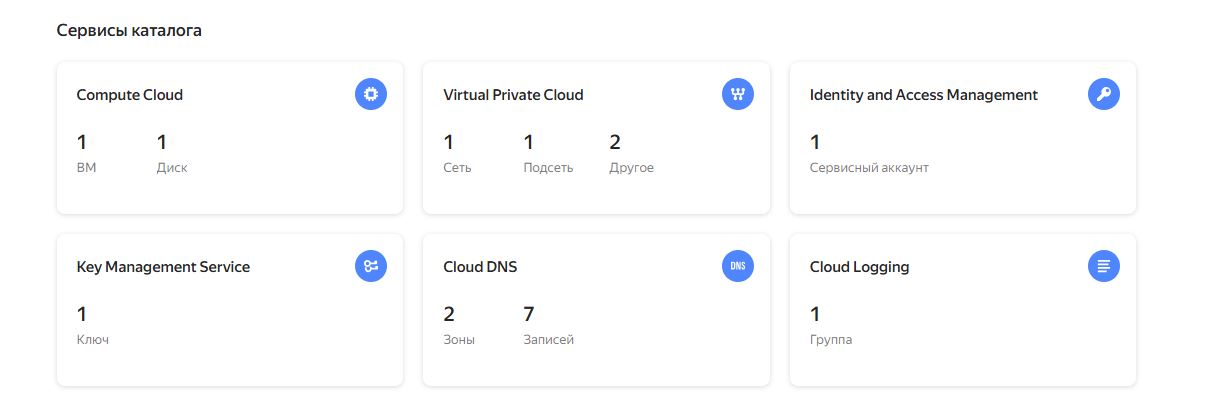 Сервисы каталога
Compute Cloud
1 1
ВМ Диск
Virtual Private Cloud
1 1 2
Сеть Подсеть Другое
Identity and Access Management
1
Сервисный аккаунт
Key Management Service
1
Ключ
Cloud DNS
DNS
2 7
Зоны Записей
Cloud Logging
1
Группа